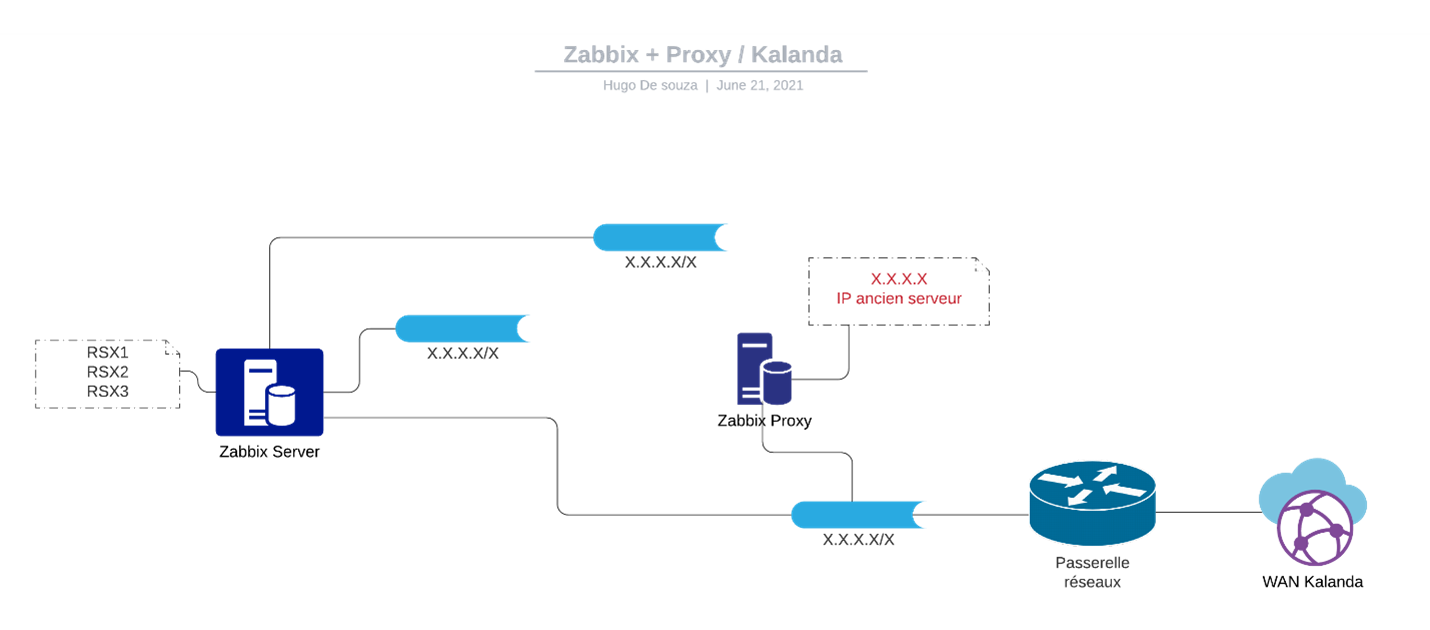 Zabbix + Proxy / Kalanda
Hugo De souza | June 21, 2021
X.X.X.X/X
X.X.X.X
IP ancien serveur
X.X.X.X/X
RSX1
RSX2
RSX3
Zabbix Server
Zabbix Proxy
X.X.X.X/X
Passerelle
réseaux
WAN Kalanda